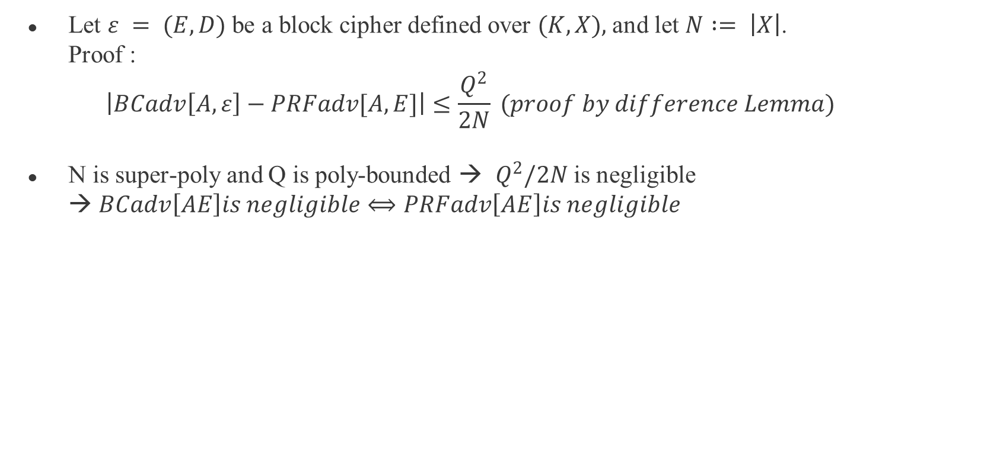 • Let 𝜀 = (𝐸, 𝐷) be a block cipher defined over (𝐾, 𝑋), and let 𝑁 := |𝑋|.
Proof :
|𝐵𝐶𝑎𝑑𝑣[𝐴, 𝜀] − 𝑃𝑅𝐹𝑎𝑑𝑣[𝐴, 𝐸]| ≤ 𝑄²/2𝑁 (𝑝𝑟𝑜𝑜𝑓 𝑏𝑦 𝑑𝑖𝑓𝑓𝑒𝑟𝑒𝑛𝑐𝑒 𝐿𝑒𝑚𝑚𝑎)
• N is super-poly and Q is poly-bounded → 𝑄²/2𝑁 is negligible
→ 𝐵𝐶𝑎𝑑𝑣[𝐴𝐸]𝑖𝑠 𝑛𝑒𝑔𝑙𝑖𝑔𝑖𝑏𝑙𝑒 ⟺ 𝑃𝑅𝐹𝑎𝑑𝑣[𝐴𝐸]𝑖𝑠 𝑛𝑒𝑔𝑙𝑖𝑔𝑖𝑏𝑙𝑒